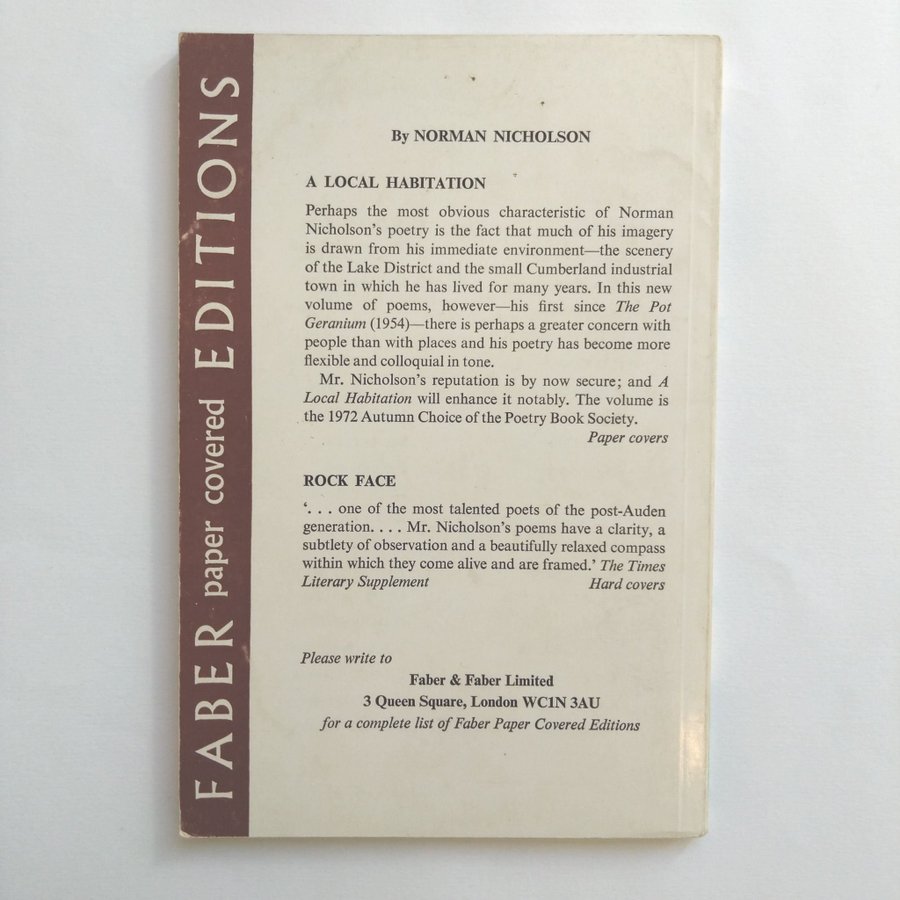 FABER paper covered EDITIONS
By NORMAN NICHOLSON
A LOCAL HABITATION
Perhaps the most obvious characteristic of Norman
Nicholson's poetry is the fact that much of his imagery
is drawn from his immediate environment—the scenery
of the Lake District and the small Cumberland industrial
town in which he has lived for many years. In this new
volume of poems, however—his first since The Pot
Geranium (1954)—there is perhaps a greater concern with
people than with places and his poetry has become more
flexible and colloquial in tone.
Mr. Nicholson's reputation is by now secure; and A
Local Habitation will enhance it notably. The volume is
the 1972 Autumn Choice of the Poetry Book Society.
Paper covers
ROCK FACE
'. . . one of the most talented poets of the post-Auden
generation. . . . Mr. Nicholson's poems have a clarity, a
subtlety of observation and a beautifully relaxed compass
within which they come alive and are framed.' The Times
Literary Supplement Hard covers
Please write to
Faber & Faber Limited
3 Queen Square, London WC1N 3AU
for a complete list of Faber Paper Covered Editions